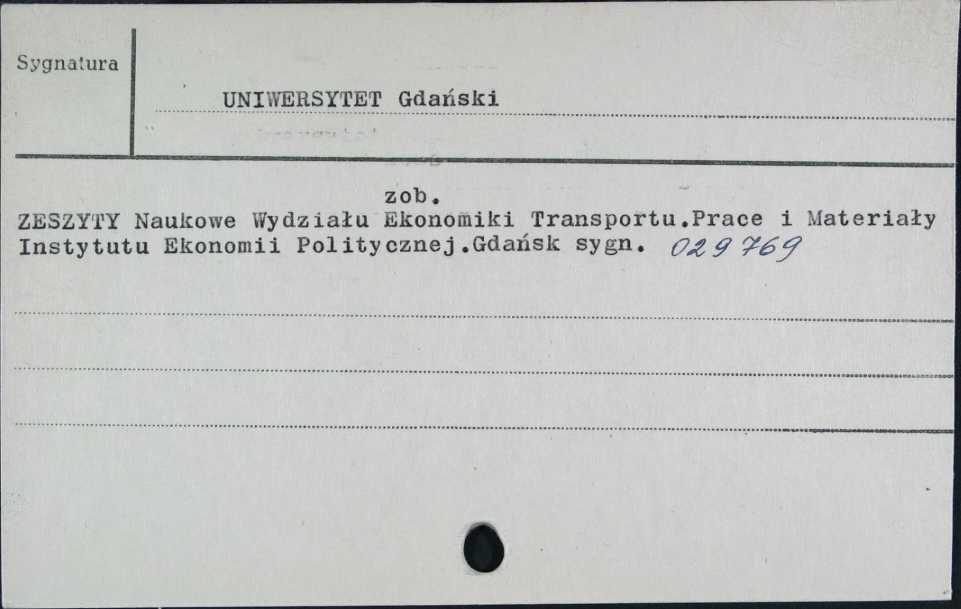 Sygnatura
UNIWERSYTET Gdański
zob.
ZESZYTY Naukowe Wydziału Ekonomiki Transportu.Prace i Materiały
Instytutu Ekonomii Politycznej.Gdańsk sygn. 029769